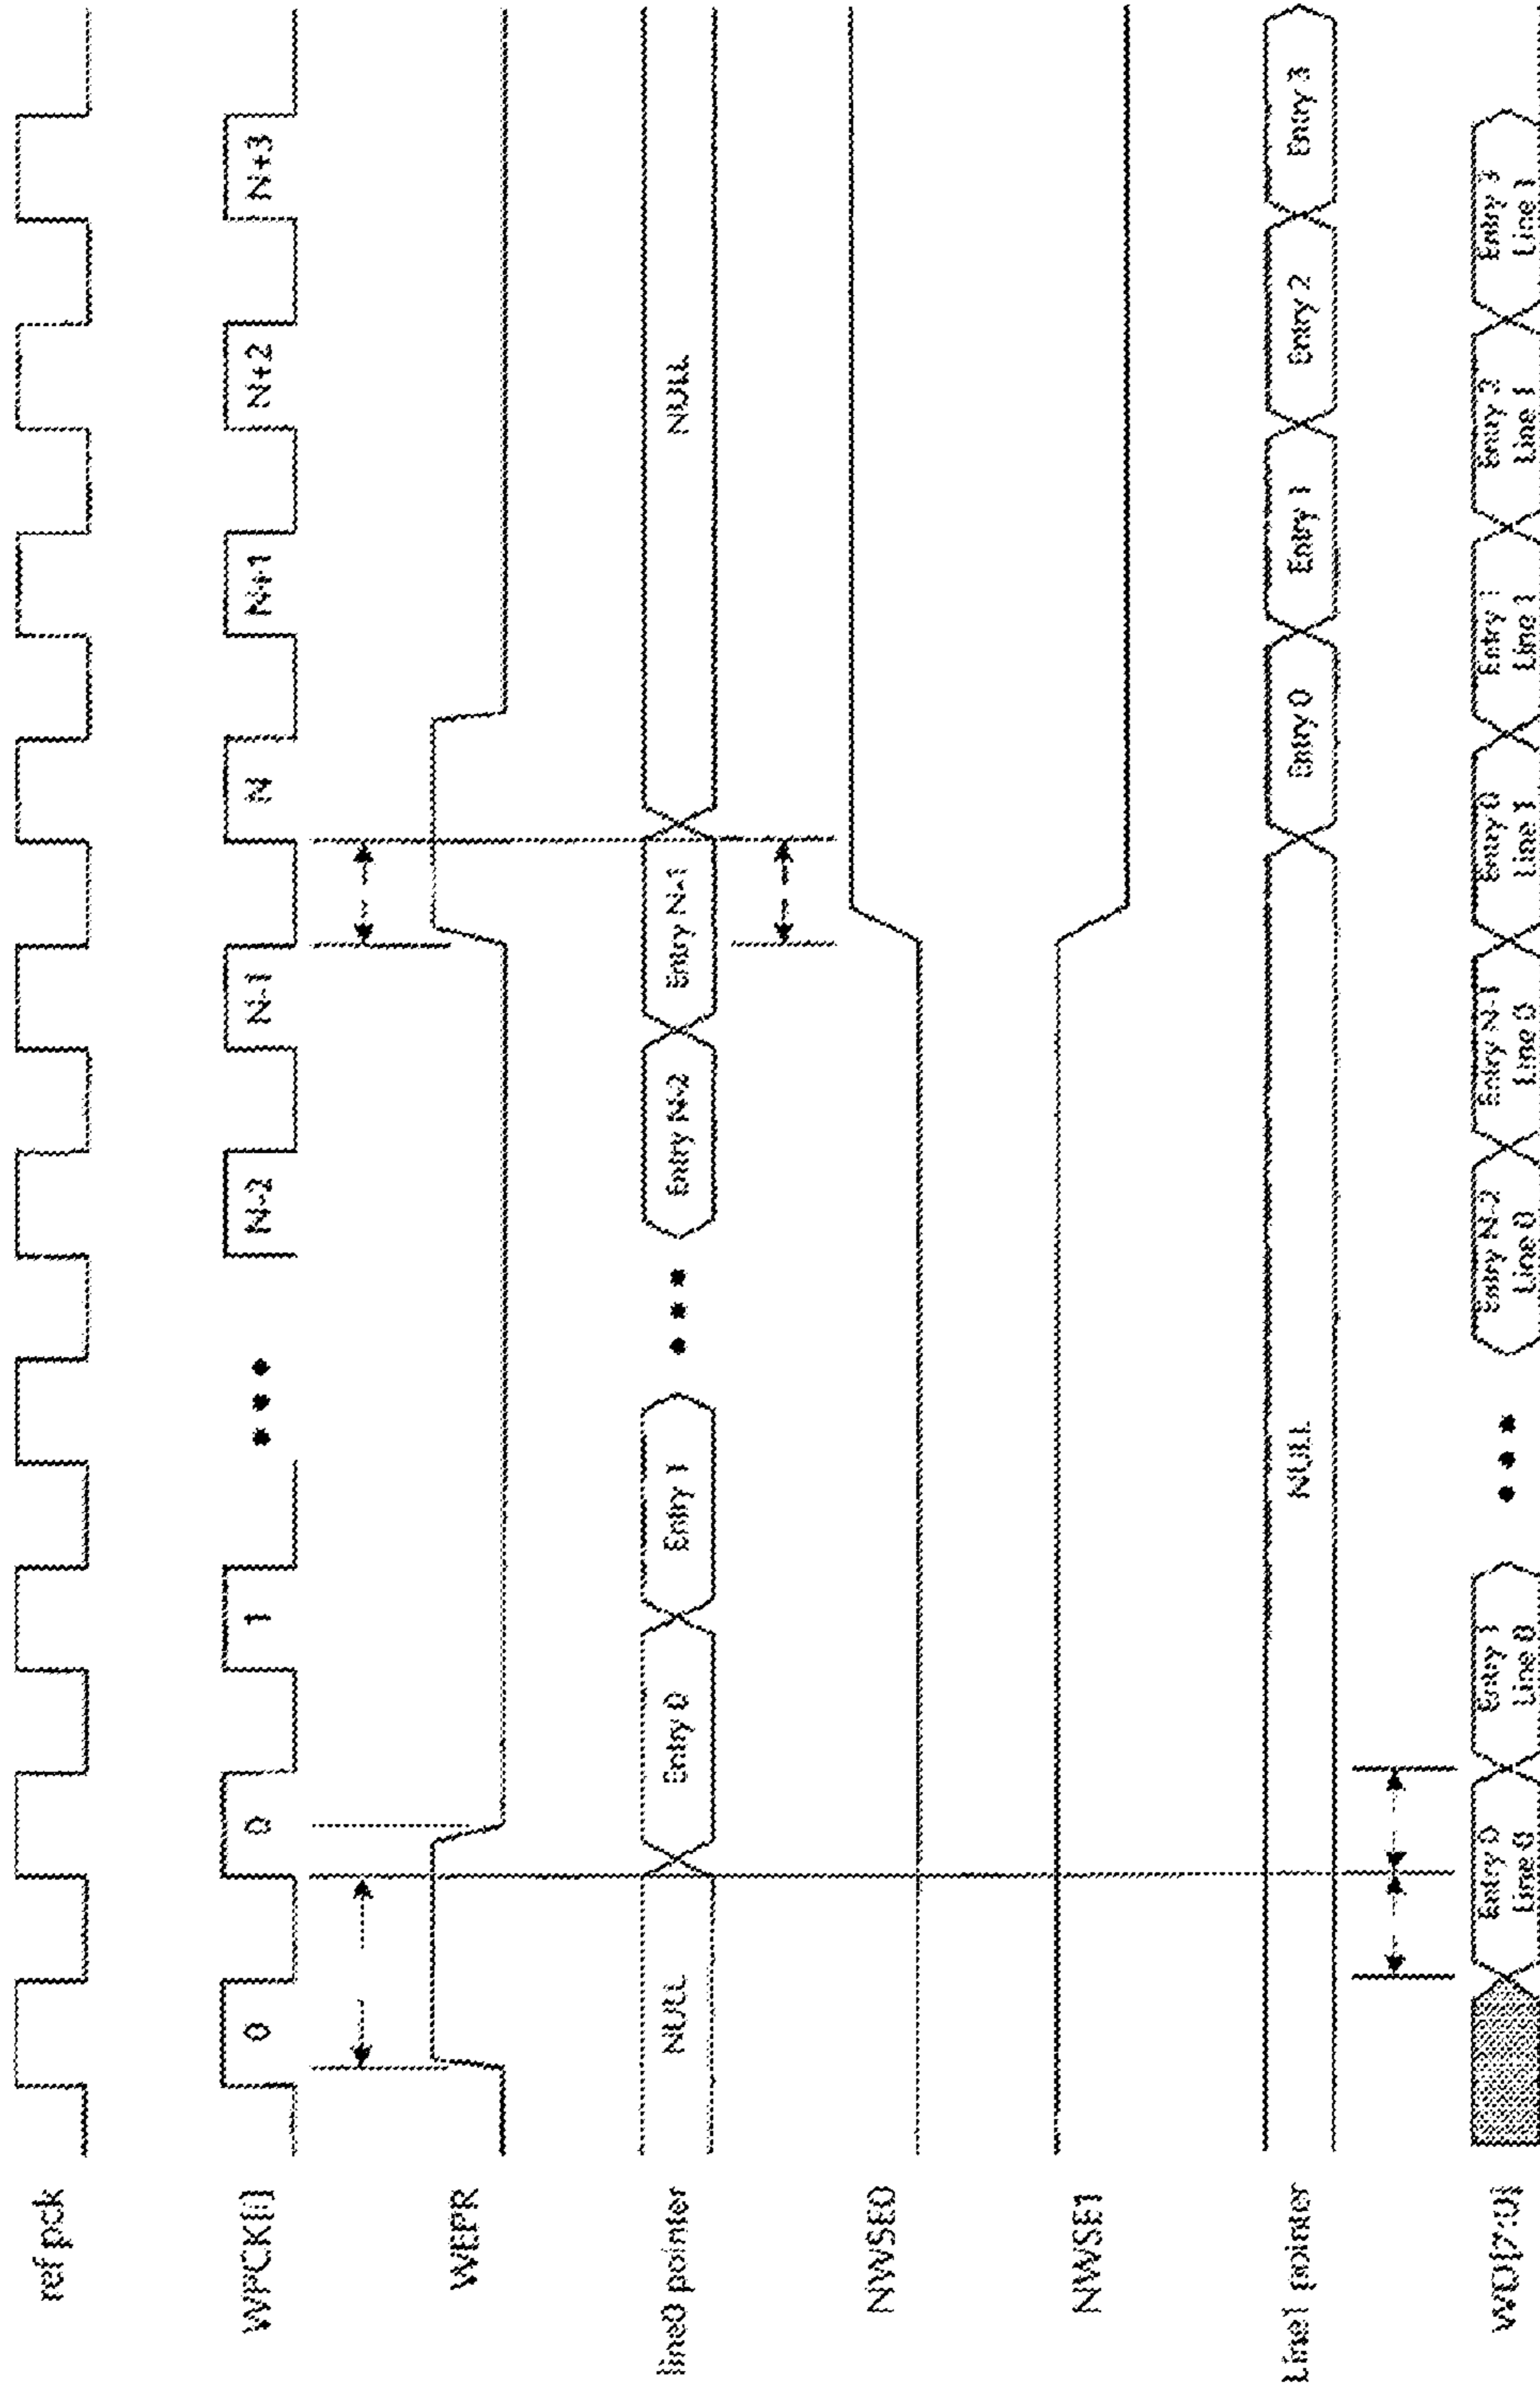 ref pck
WPCK[i] 0 0 1 N-2 N-1 N N+1 N+2 N+3
WEPR
line0 pointer NULL Entry 0 Entry 1 Entry N-2 Entry N-1 NULL
NWSE0
NWSE1
Line1 pointer NULL Entry 0 Entry 1 Entry 2 Entry 3
WD[7:0] Entry 0 Entry 1 Entry N-2 Entry N-1 Entry 0 Entry 1 Entry 3 Entry 3
Line 0 Line 0 Line 0 Line 0 Line 1 Line 1 Line 1 Line 1